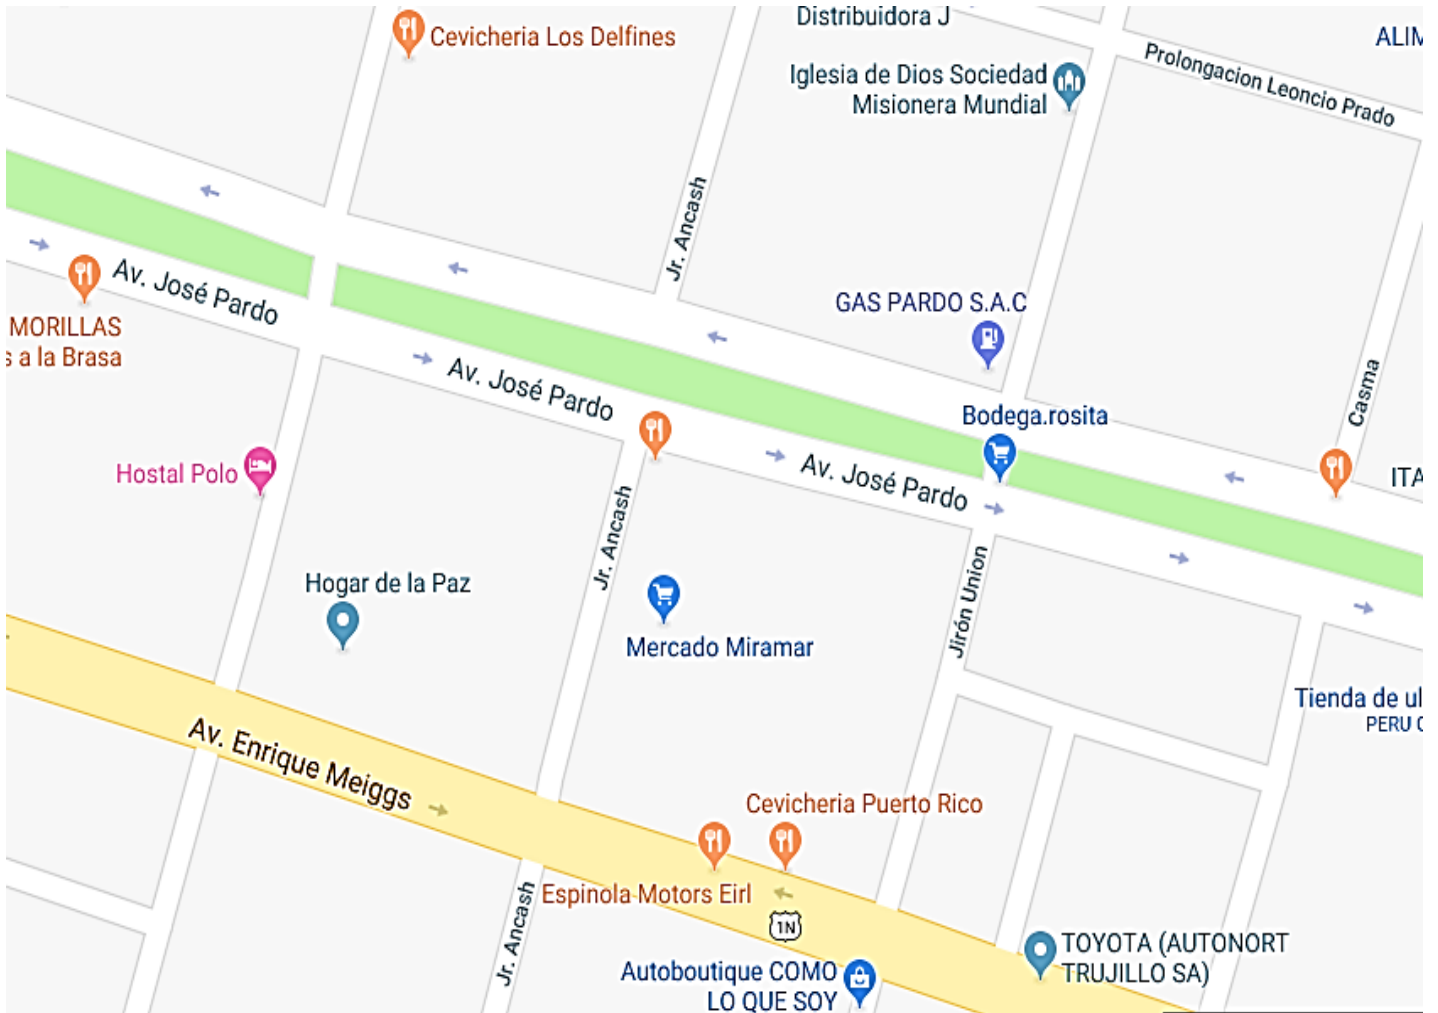 Distribuidora J
Cevicheria Los Delfines
ALIM
Prolongacion Leoncio Prado
Iglesia de Dios Sociedad
Misionera Mundial
Jr. Ancash
Av. José Pardo
GAS PARDO S.A.C
MORILLAS
s a la Brasa
Av. José Pardo
Casma
Bodega.rosita
Hostal Polo
Av. José Pardo
ITA
Jr. Ancash
Hogar de la Paz
Jirón Union
Mercado Miramar
Tienda de ul
PERU C
Av. Enrique Meiggs
Cevicheria Puerto Rico
Espinola Motors Eirl
1N
Jr. Ancash
TOYOTA (AUTONORT
TRUJILLO SA)
Autoboutique COMO
LO QUE SOY